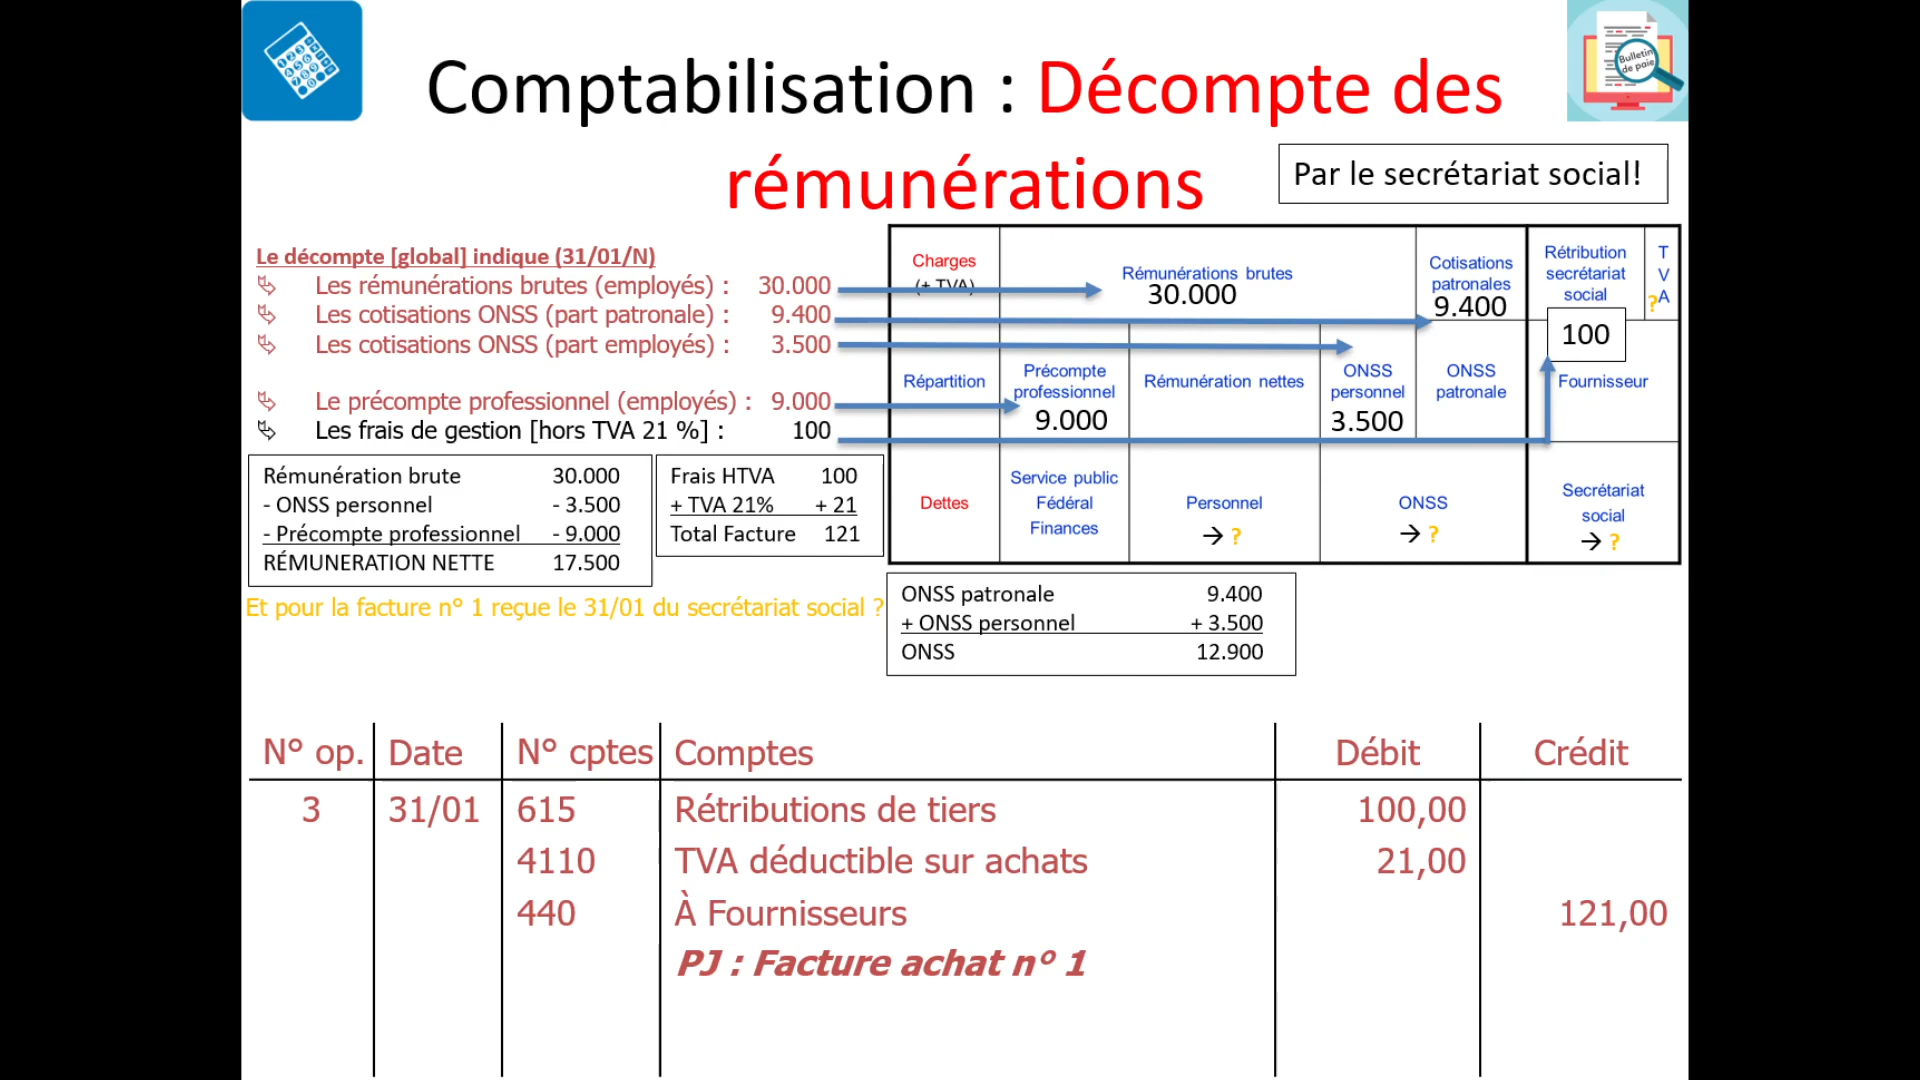 Comptabilisation : Décompte des
rémunérations
Bulletin
de paie
Par le secrétariat social!
Le décompte [global] indique (31/01/N)
Les rémunérations brutes (employés) : 30.000
Les cotisations ONSS (part patronale) : 9.400
Les cotisations ONSS (part employés) : 3.500
Le précompte professionnel (employés) : 9.000
Les frais de gestion [hors TVA 21 %] : 100
Charges
(+ TVA)
Rémunérations brutes
30.000
Cotisations
patronales
9.400
Rétribution
secrétariat
social
100
T
V
A
?
Répartition
Précompte
professionnel
9.000
Rémunération nettes
ONSS
personnel
3.500
ONSS
patronale
Fournisseur
Dettes
Service public
Fédéral
Finances
Personnel
→ ?
ONSS
→ ?
Secrétariat
social
→ ?
Rémunération brute 30.000
- ONSS personnel - 3.500
- Précompte professionnel - 9.000
RÉMUNERATION NETTE 17.500
Frais HTVA 100
+ TVA 21% + 21
Total Facture 121
Et pour la facture n° 1 reçue le 31/01 du secrétariat social ?
ONSS patronale 9.400
+ ONSS personnel + 3.500
ONSS 12.900
N° op. Date N° cptes Comptes Débit Crédit
3 31/01 615 Rétributions de tiers 100,00
4110 TVA déductible sur achats 21,00
440 À Fournisseurs 121,00
PJ : Facture achat n° 1